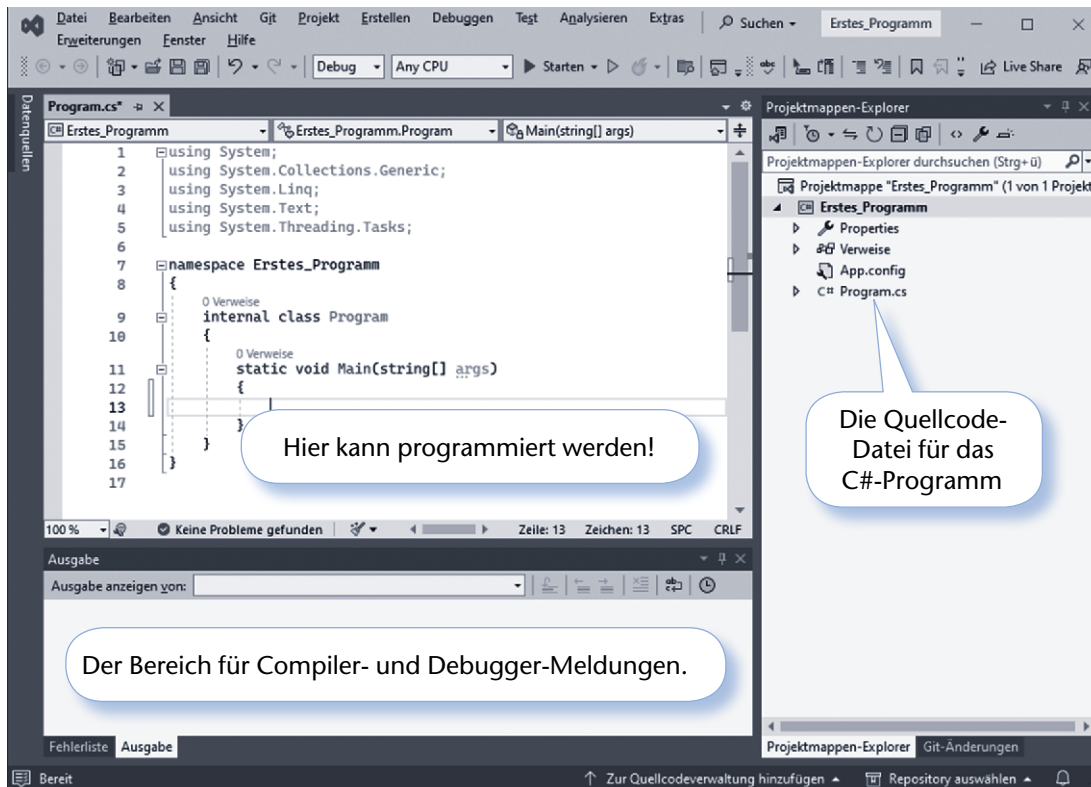 Datei Bearbeiten Ansicht Git Projekt Erstellen Debuggen Test Analysieren Extras Suchen Erstes_Programm
Erweiterungen Fenster Hilfe
Debug Any CPU Starten Live Share
Datenquellen
Program.cs*
Erstes_Programm Erstes_Programm.Program Main(string[] args)
1 using System;
2 using System.Collections.Generic;
3 using System.Linq;
4 using System.Text;
5 using System.Threading.Tasks;
6
7 namespace Erstes_Programm
8 {
0 Verweise
9 internal class Program
10 {
0 Verweise
11 static void Main(string[] args)
12 {
13
14 }
15 }
16 }
17
Hier kann programmiert werden!
100 % Keine Probleme gefunden Zeile: 13 Zeichen: 13 SPC CRLF
Ausgabe
Ausgabe anzeigen von:
Der Bereich für Compiler- und Debugger-Meldungen.
Fehlerliste Ausgabe
Projektmappen-Explorer
Projektmappen-Explorer durchsuchen (Strg+ü)
Projektmappe "Erstes_Programm" (1 von 1 Projekt
C# Erstes_Programm
Properties
Verweise
App.config
C# Program.cs
Die Quellcode-
Datei für das
C#-Programm
Projektmappen-Explorer Git-Änderungen
Bereit Zur Quellcodeverwaltung hinzufügen Repository auswählen